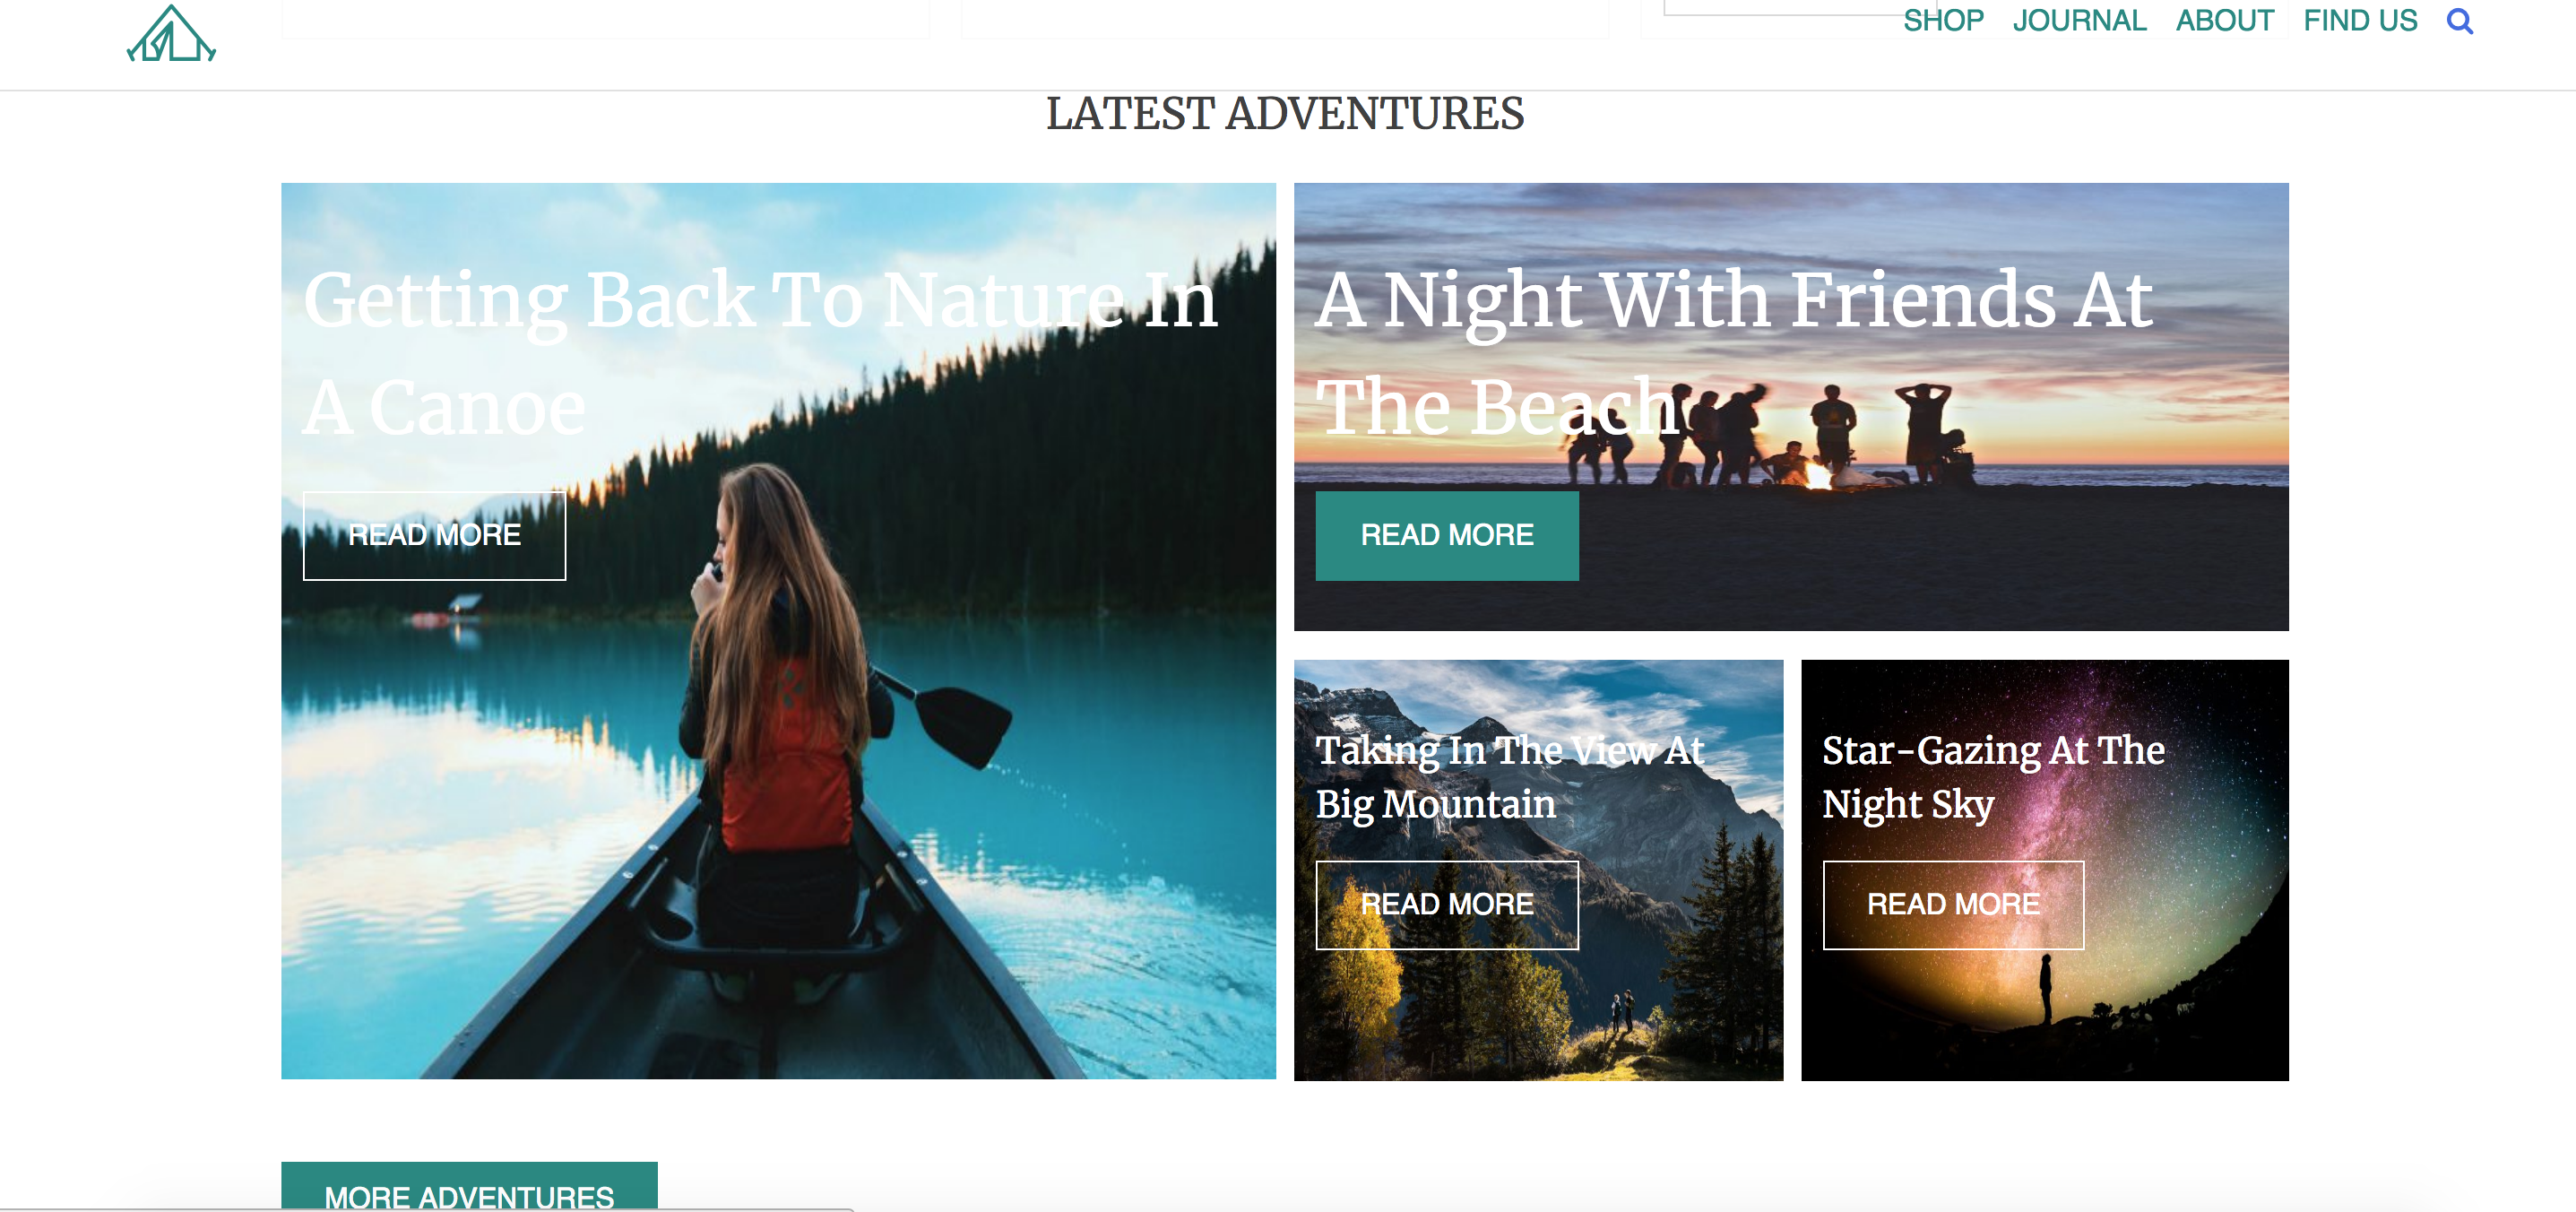 SHOP JOURNAL ABOUT FIND US
LATEST ADVENTURES
Getting Back To Nature In
A Canoe
READ MORE
A Night With Friends At
The Beach
READ MORE
Taking In The View At
Big Mountain
READ MORE
Star-Gazing At The
Night Sky
READ MORE
MORE ADVENTURES